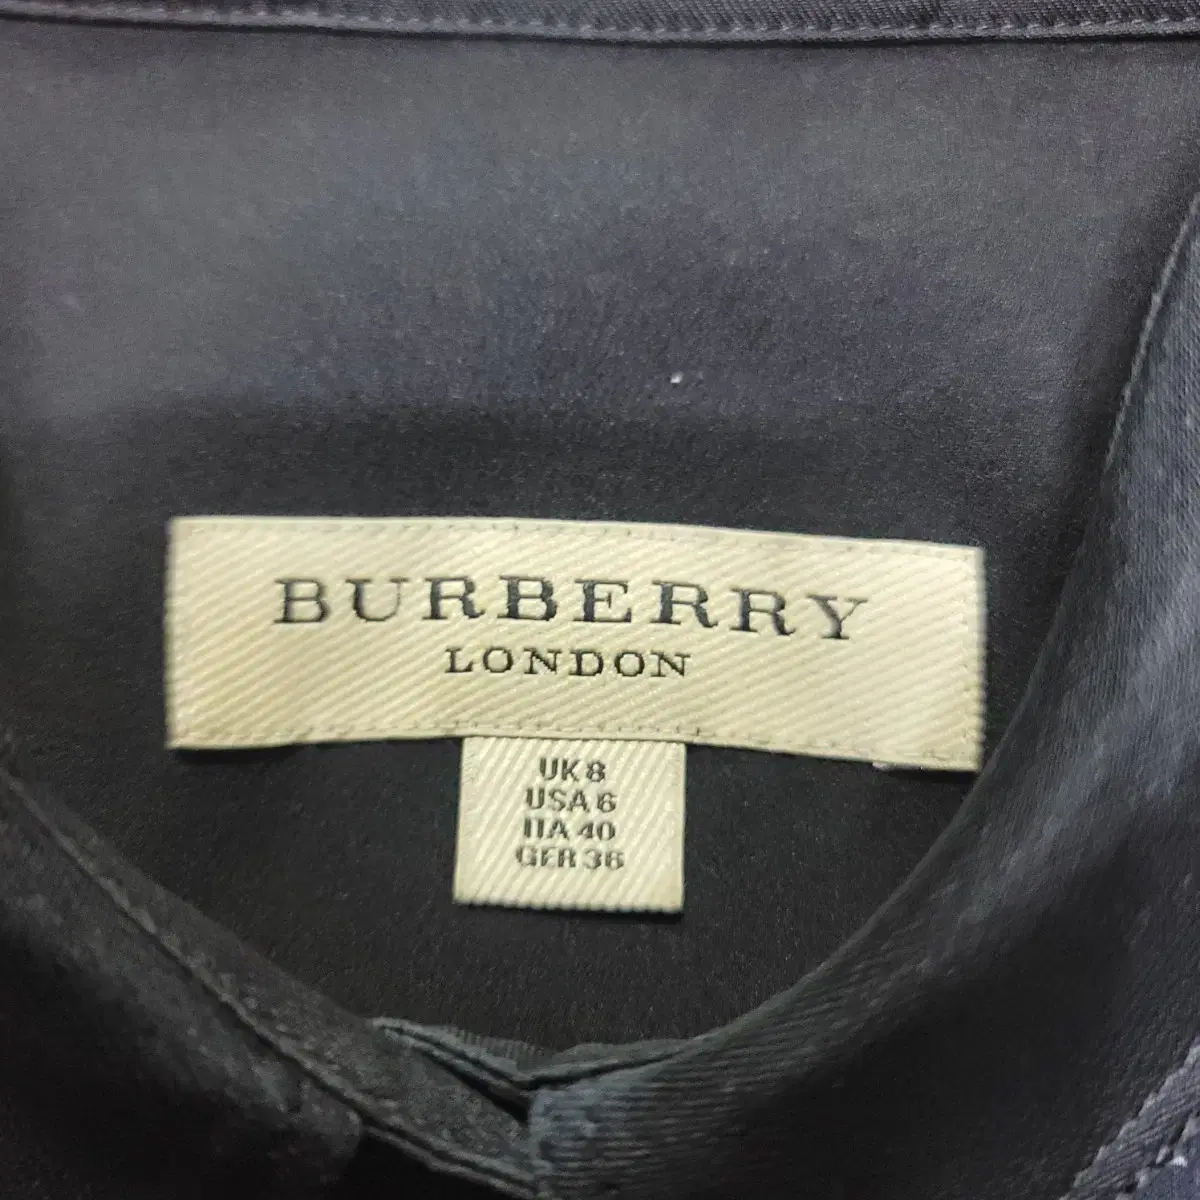 BURBERRY
LONDON
UK 8
USA 6
ITA 40
GER 36